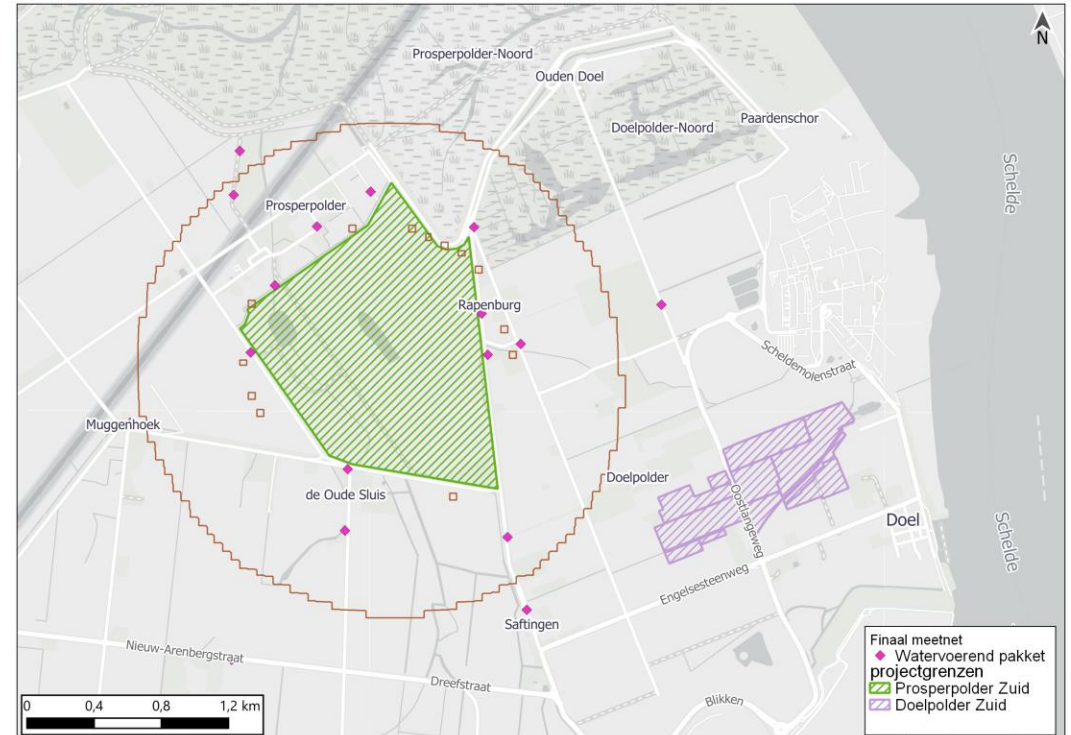 N
Prosperpolder-Noord
Ouden Doel
Doelpolder-Noord
Paardenschor
Schelde
Prosperpolder
Rapenburg
Scheldemolenstraat
Muggenhoek
de Oude Sluis
Doelpolder
Oostlangeweg
Doel
Schelde
Engelsesteenweg
Saftingen
Nieuw-Arenbergstraat
Dreefstraat
Blikken
Finaal meetnet
Watervoerend pakket
projectgrenzen
Prosperpolder Zuid
Doelpolder Zuid
0 0,4 0,8 1,2 km